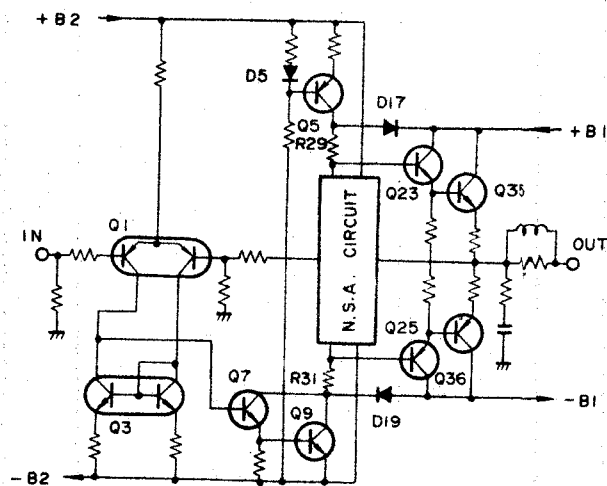 +B2
D5
Q5
R29
D17
+B1
Q23
Q35
Q1
IN
N.S.A. CIRCUIT
OUT
Q25
Q36
Q3
Q7
R31
Q9
D19
-B1
-B2